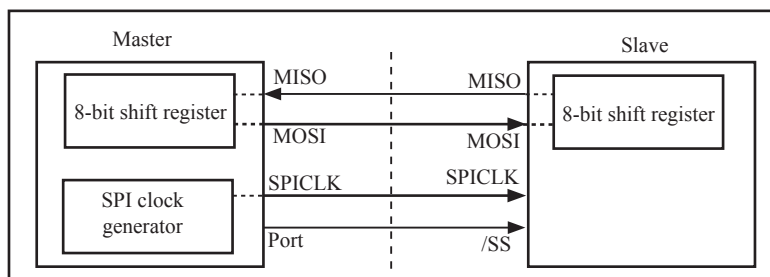 Master
Slave
MISO
MISO
8-bit shift register
8-bit shift register
MOSI
MOSI
SPICLK
SPICLK
SPI clock
generator
Port
/SS